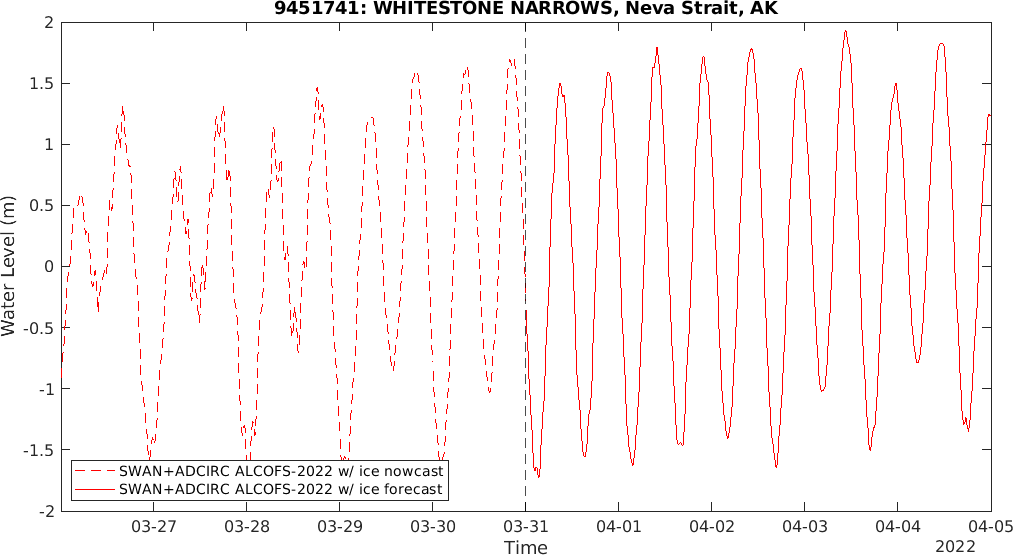 9451741: WHITESTONE NARROWS, Neva Strait, AK
2
1.5
1
0.5
0
-0.5
-1
-1.5
-2
Water Level (m)
SWAN+ADCIRC ALCOFS-2022 w/ ice nowcast
SWAN+ADCIRC ALCOFS-2022 w/ ice forecast
03-27 03-28 03-29 03-30 03-31 04-01 04-02 04-03 04-04 04-05
Time
2022